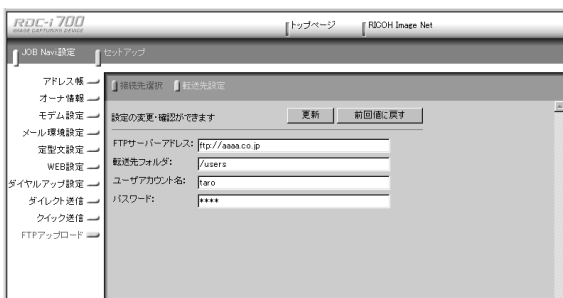 RDC-i 700
IMAGE CAPTURING DEVICE
トップページ
RICOH Image Net
JOB Navi設定
セットアップ
アドレス帳
オーナ情報
モデム設定
メール環境設定
定型文設定
WEB設定
ダイヤルアップ設定
ダイレクト送信
クイック送信
FTPアップロード
接続先選択
転送先設定
設定の変更・確認ができます
更新
前回値に戻す
FTPサーバーアドレス: ftp://aaaa.co.jp
転送先フォルダ: /users
ユーザアカウント名: taro
パスワード: ****